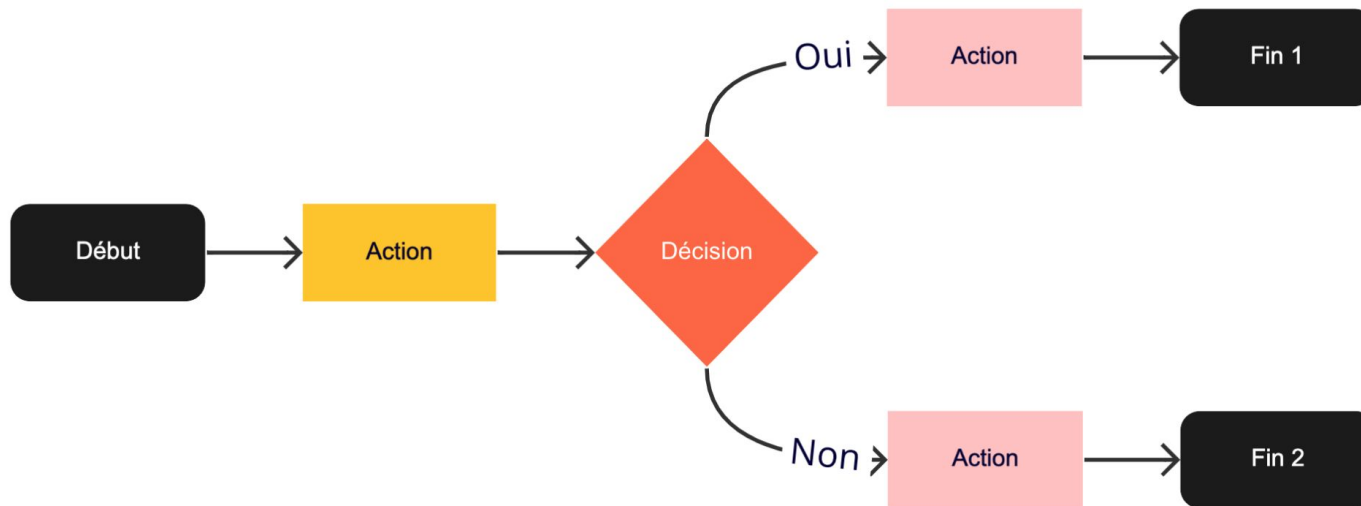 Oui
Action
Fin 1
Début
Action
Décision
Non
Action
Fin 2